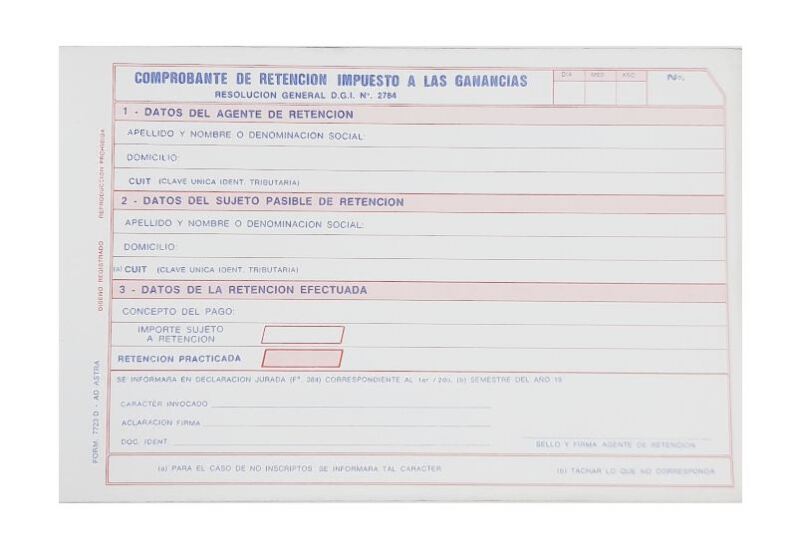 COMPROBANTE DE RETENCION IMPUESTO A LAS GANANCIAS
RESOLUCION GENERAL D.G.I. Nº. 2784
DIA MES AÑO
Nº.
1 - DATOS DEL AGENTE DE RETENCION
APELLIDO Y NOMBRE O DENOMINACION SOCIAL:
DOMICILIO:
CUIT (CLAVE UNICA IDENT. TRIBUTARIA)
2 - DATOS DEL SUJETO PASIBLE DE RETENCION
APELLIDO Y NOMBRE O DENOMINACION SOCIAL:
DOMICILIO:
(a) CUIT (CLAVE UNICA IDENT. TRIBUTARIA)
3 - DATOS DE LA RETENCION EFECTUADA
CONCEPTO DEL PAGO:
IMPORTE SUJETO
A RETENCION
RETENCION PRACTICADA
SE INFORMARA EN DECLARACION JURADA (Fº. 384) CORRESPONDIENTE AL 1er / 2do. (b) SEMESTRE DEL AÑO 19
CARACTER INVOCADO
ACLARACION FIRMA
DOC. IDENT.
SELLO Y FIRMA AGENTE DE RETENCION
(a) PARA EL CASO DE NO INSCRIPTOS SE INFORMARA TAL CARACTER
(b) TACHAR LO QUE NO CORRESPONDA
FORM. 7723 D - AD ASTRA
DISEÑO REGISTRADO
REPRODUCCION PROHIBIDA